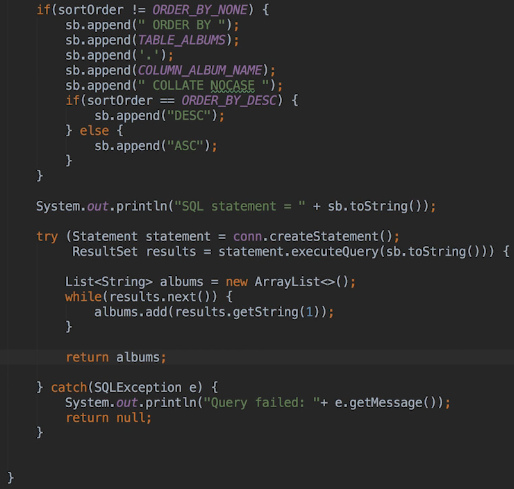 if(sortOrder != ORDER_BY_NONE) {
sb.append(" ORDER BY ");
sb.append(TABLE_ALBUMS);
sb.append('.');
sb.append(COLUMN_ALBUM_NAME);
sb.append(" COLLATE NOCASE ");
if(sortOrder == ORDER_BY_DESC) {
sb.append("DESC");
} else {
sb.append("ASC");
}
}
System.out.println("SQL statement = " + sb.toString());
try (Statement statement = conn.createStatement();
ResultSet results = statement.executeQuery(sb.toString())) {
List<String> albums = new ArrayList<>();
while(results.next()) {
albums.add(results.getString(1));
}
return albums;
} catch(SQLException e) {
System.out.println("Query failed: "+ e.getMessage());
return null;
}
}